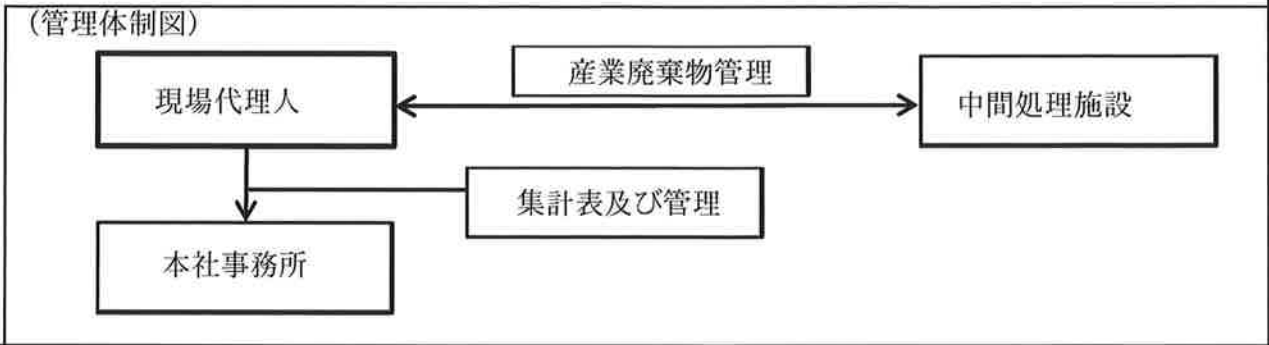 (管理体制図)
産業廃棄物管理
現場代理人
中間処理施設
集計表及び管理
本社事務所